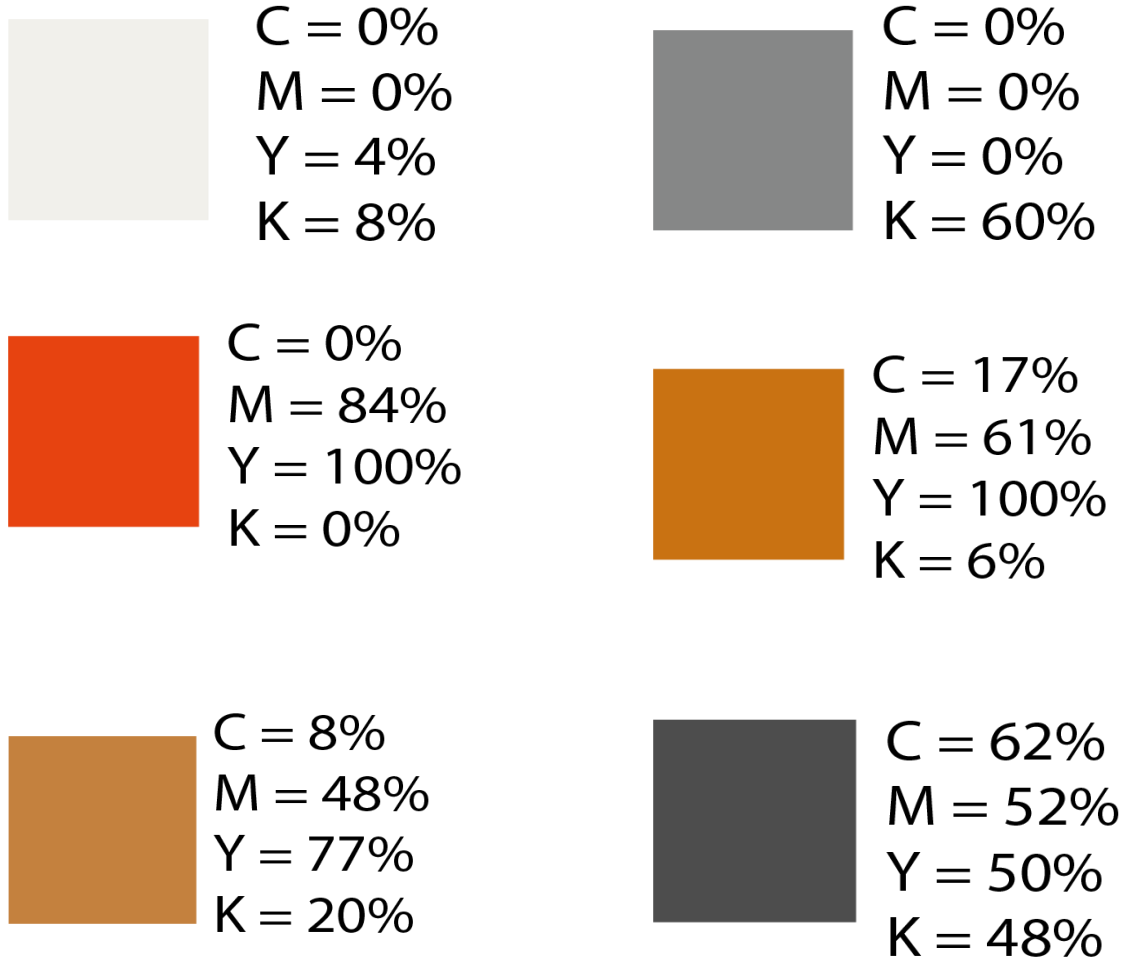 C = 0%
M = 0%
Y = 4%
K = 8%
C = 0%
M = 0%
Y = 0%
K = 60%
C = 0%
M = 84%
Y = 100%
K = 0%
C = 17%
M = 61%
Y = 100%
K = 6%
C = 8%
M = 48%
Y = 77%
K = 20%
C = 62%
M = 52%
Y = 50%
K = 48%